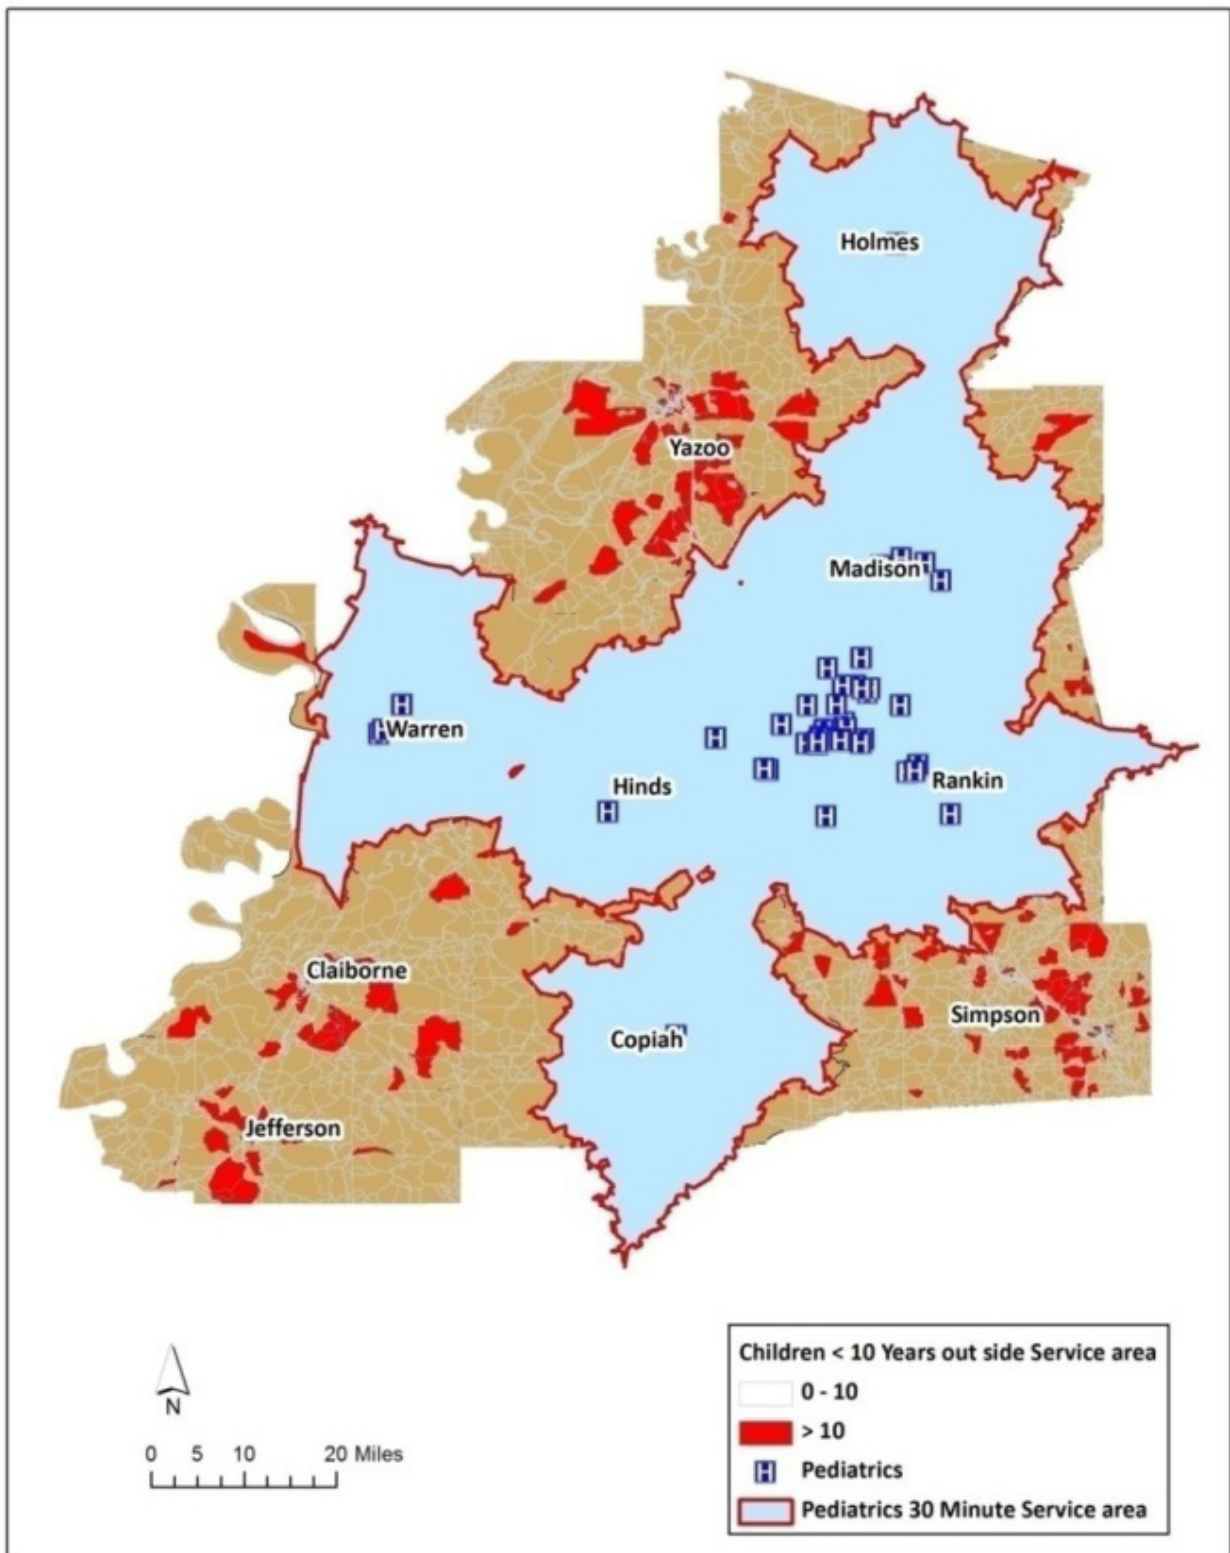 Holmes
Yazoo
Madison
Warren
Hinds
Rankin
Claiborne
Simpson
Copiah
Jefferson
N
0 5 10 20 Miles
Children < 10 Years out side Service area
0 - 10
> 10
H Pediatrics
Pediatrics 30 Minute Service area